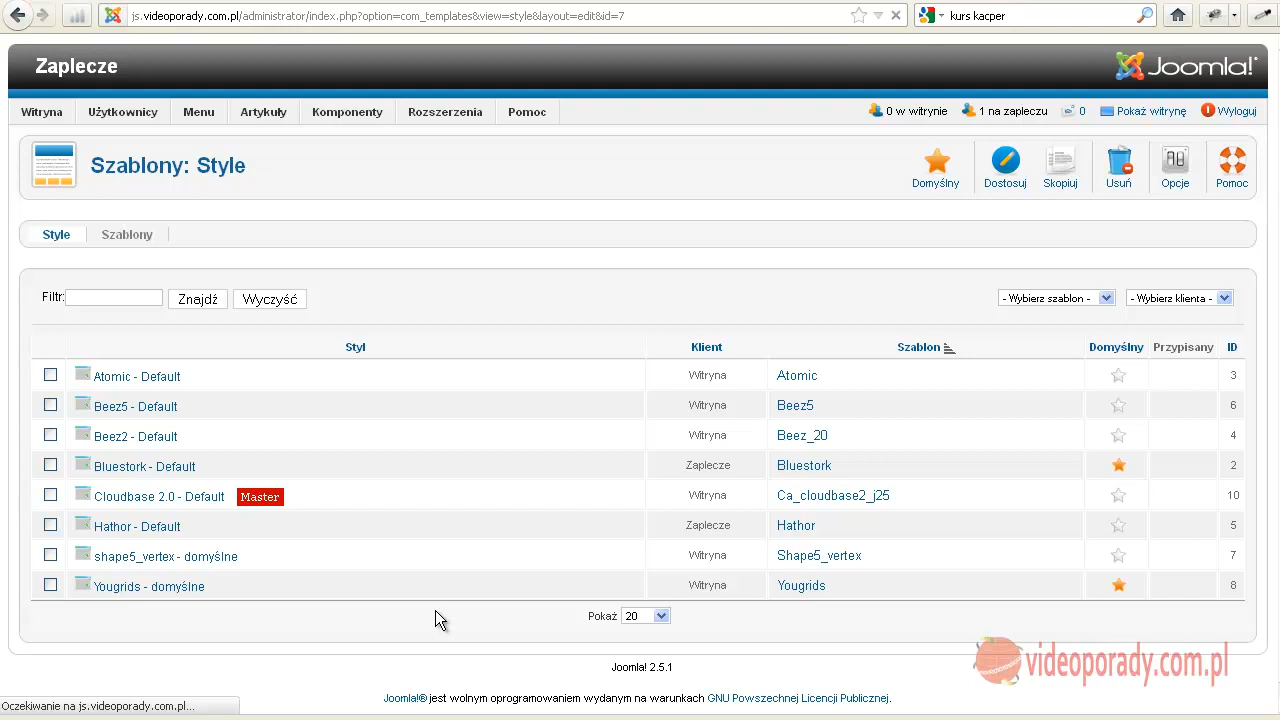 js.videoporady.com.pl/administrator/index.php?option=com_templates&view=style&layout=edit&id=7
kurs kacper
Zaplecze
Joomla!
Witryna Użytkownicy Menu Artykuły Komponenty Rozszerzenia Pomoc
0 w witrynie 1 na zapleczu 0 Pokaż witrynę Wyloguj
Szablony: Style
Domyślny Dostosuj Skopiuj Usuń Opcje Pomoc
Style Szablony
Filtr: Znajdź Wyczyść - Wybierz szablon - - Wybierz klienta -
Styl Klient Szablon Domyślny Przypisany ID
Atomic - Default Witryna Atomic 3
Beez5 - Default Witryna Beez5 6
Beez2 - Default Witryna Beez_20 4
Bluestork - Default Zaplecze Bluestork 2
Cloudbase 2.0 - Default Master Witryna Ca_cloudbase2_j25 10
Hathor - Default Zaplecze Hathor 5
shape5_vertex - domyślne Witryna Shape5_vertex 7
Yougrids - domyślne Witryna Yougrids 8
Pokaż 20
videoporady.com.pl
Joomla! 2.5.1
Joomla!® jest wolnym oprogramowaniem wydanym na warunkach GNU Powszechnej Licencji Publicznej.
Oczekiwanie na js.videoporady.com.pl...